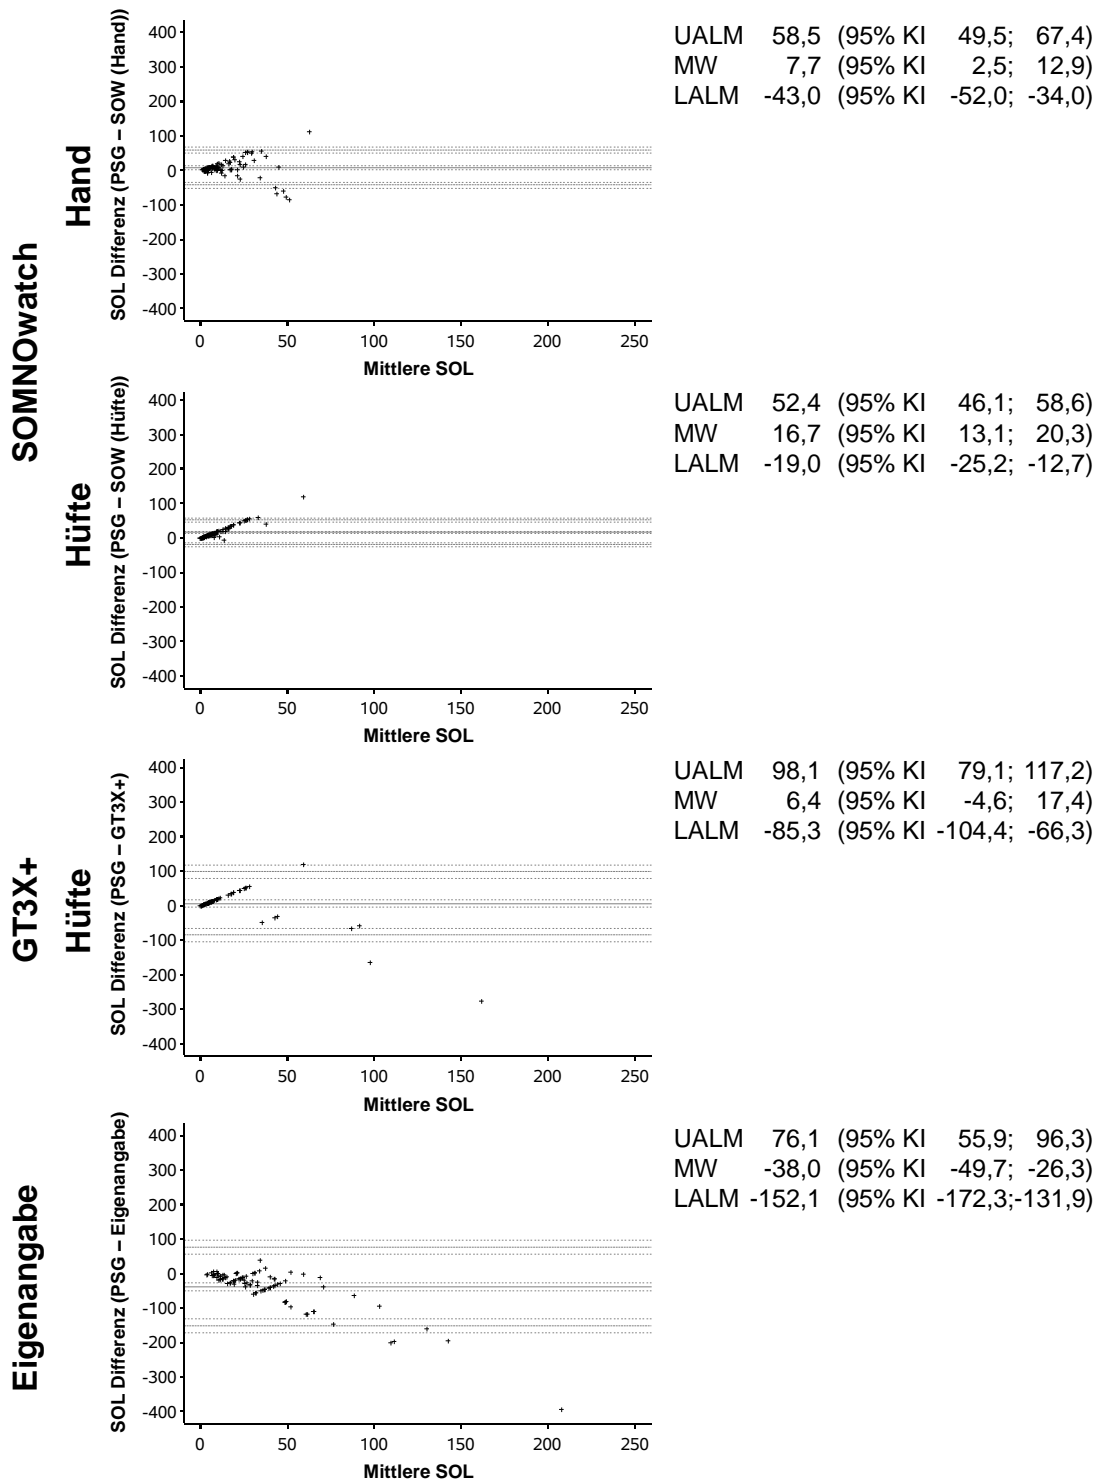 SOMNOwatch
Hand
SOL Differenz (PSG – SOW (Hand))
400
300
200
100
0
-100
-200
-300
-400
0 50 100 150 200 250
Mittlere SOL
UALM 58,5 (95% KI 49,5; 67,4)
MW 7,7 (95% KI 2,5; 12,9)
LALM -43,0 (95% KI -52,0; -34,0)
Hüfte
SOL Differenz (PSG – SOW (Hüfte))
400
300
200
100
0
-100
-200
-300
-400
0 50 100 150 200 250
Mittlere SOL
UALM 52,4 (95% KI 46,1; 58,6)
MW 16,7 (95% KI 13,1; 20,3)
LALM -19,0 (95% KI -25,2; -12,7)
GT3X+
Hüfte
SOL Differenz (PSG – GT3X+)
400
300
200
100
0
-100
-200
-300
-400
0 50 100 150 200 250
Mittlere SOL
UALM 98,1 (95% KI 79,1; 117,2)
MW 6,4 (95% KI -4,6; 17,4)
LALM -85,3 (95% KI -104,4; -66,3)
Eigenangabe
SOL Differenz (PSG – Eigenangabe)
400
300
200
100
0
-100
-200
-300
-400
0 50 100 150 200 250
Mittlere SOL
UALM 76,1 (95% KI 55,9; 96,3)
MW -38,0 (95% KI -49,7; -26,3)
LALM -152,1 (95% KI -172,3;-131,9)